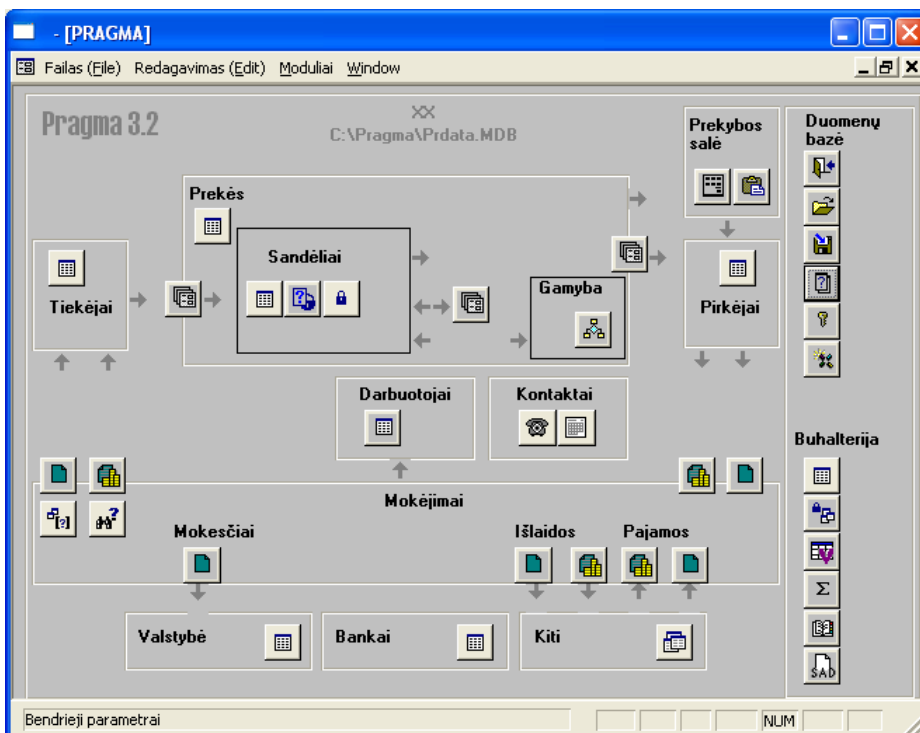 - [PRAGMA]
Failas (File) Redagavimas (Edit) Moduliai Window
Pragma 3.2
XX
C:\Pragma\Prdata.MDB
Prekybos
salė
Duomenų
bazė
Prekės
Sandėliai
Tiekėjai
Gamyba
Pirkėjai
Darbuotojai
Kontaktai
Buhalterija
Mokėjimai
Mokesčiai
Išlaidos
Pajamos
Σ
Valstybė
Bankai
Kiti
SAD
Bendrieji parametrai
NUM